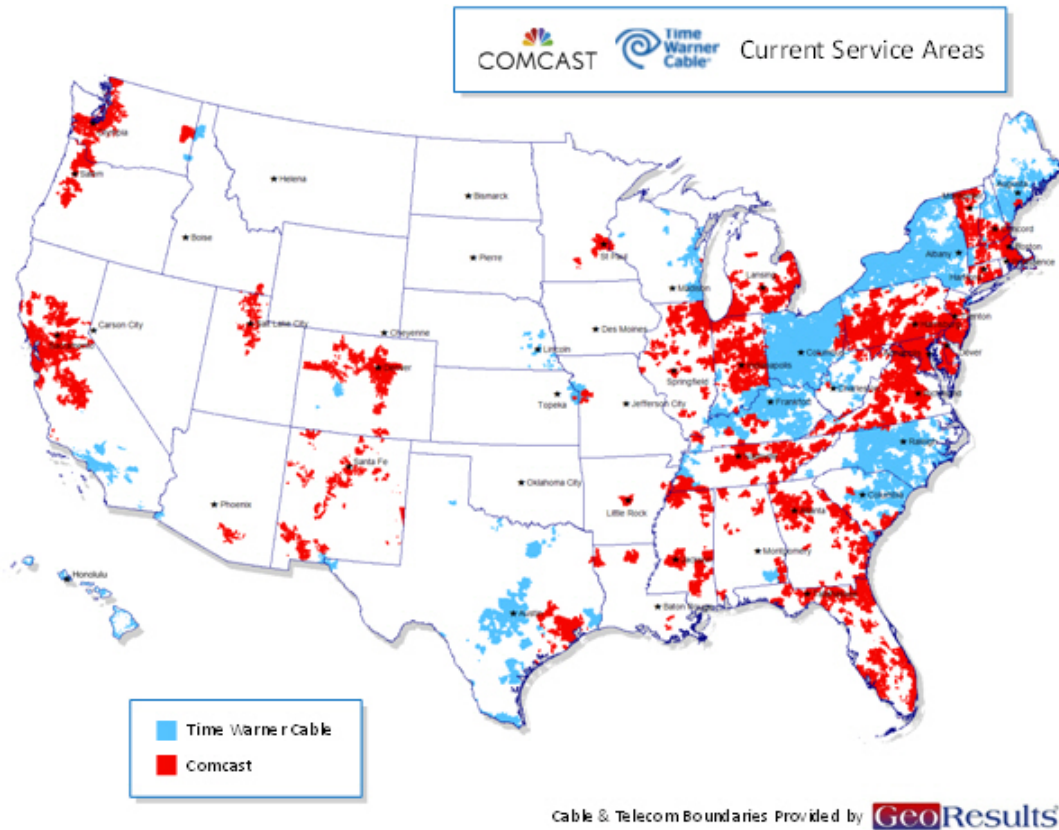 COMCAST
Time
Warner
Cable
Current Service Areas
Olympia
Salem
Helena
Bismarck
Boise
Pierre
St Paul
Madison
Lansing
Augusta
Albany
Boston
Carson City
Salt Lake City
Cheyenne
Des Moines
Lincoln
Denver
Topeka
Jefferson City
Springfield
Columbus
Charleston
Frankfort
Dover
Santa Fe
Raleigh
Oklahoma City
Phoenix
Little Rock
Columbia
Atlanta
Montgomery
Honolulu
Austin
Time Warner Cable
Comcast
Cable & Telecom Boundaries Provided by GeoResults